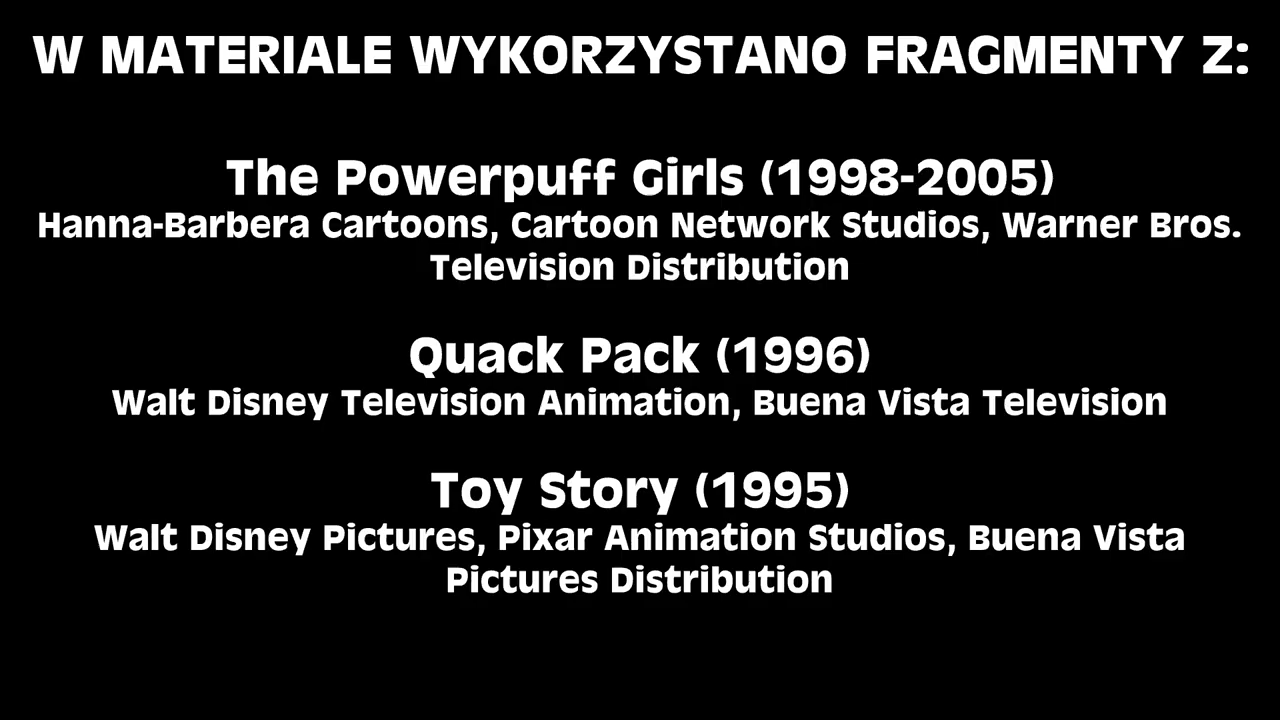 W MATERIALE WYKORZYSTANO FRAGMENTY Z:
The Powerpuff Girls (1998-2005)
Hanna-Barbera Cartoons, Cartoon Network Studios, Warner Bros.
Television Distribution
Quack Pack (1996)
Walt Disney Television Animation, Buena Vista Television
Toy Story (1995)
Walt Disney Pictures, Pixar Animation Studios, Buena Vista
Pictures Distribution